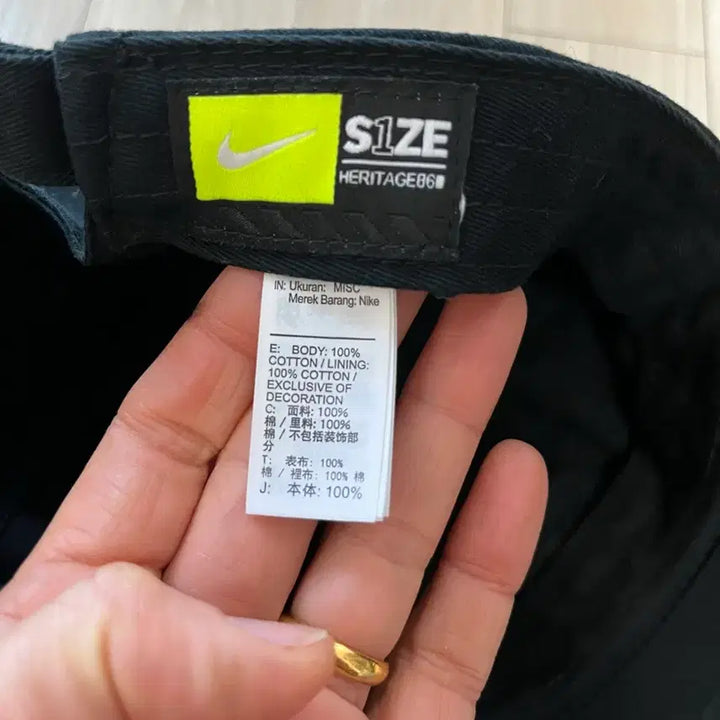 S1ZE
HERITAGE86
IN: Ukuran: MISC
Merek Barang: Nike
E: BODY: 100%
COTTON / LINING:
100% COTTON /
EXCLUSIVE OF
DECORATION
C: 面料: 100%
棉 / 里料: 100%
棉 / 不包括装饰部
分
T: 表布: 100%
棉 / 裡布: 100% 棉
J: 本体: 100%